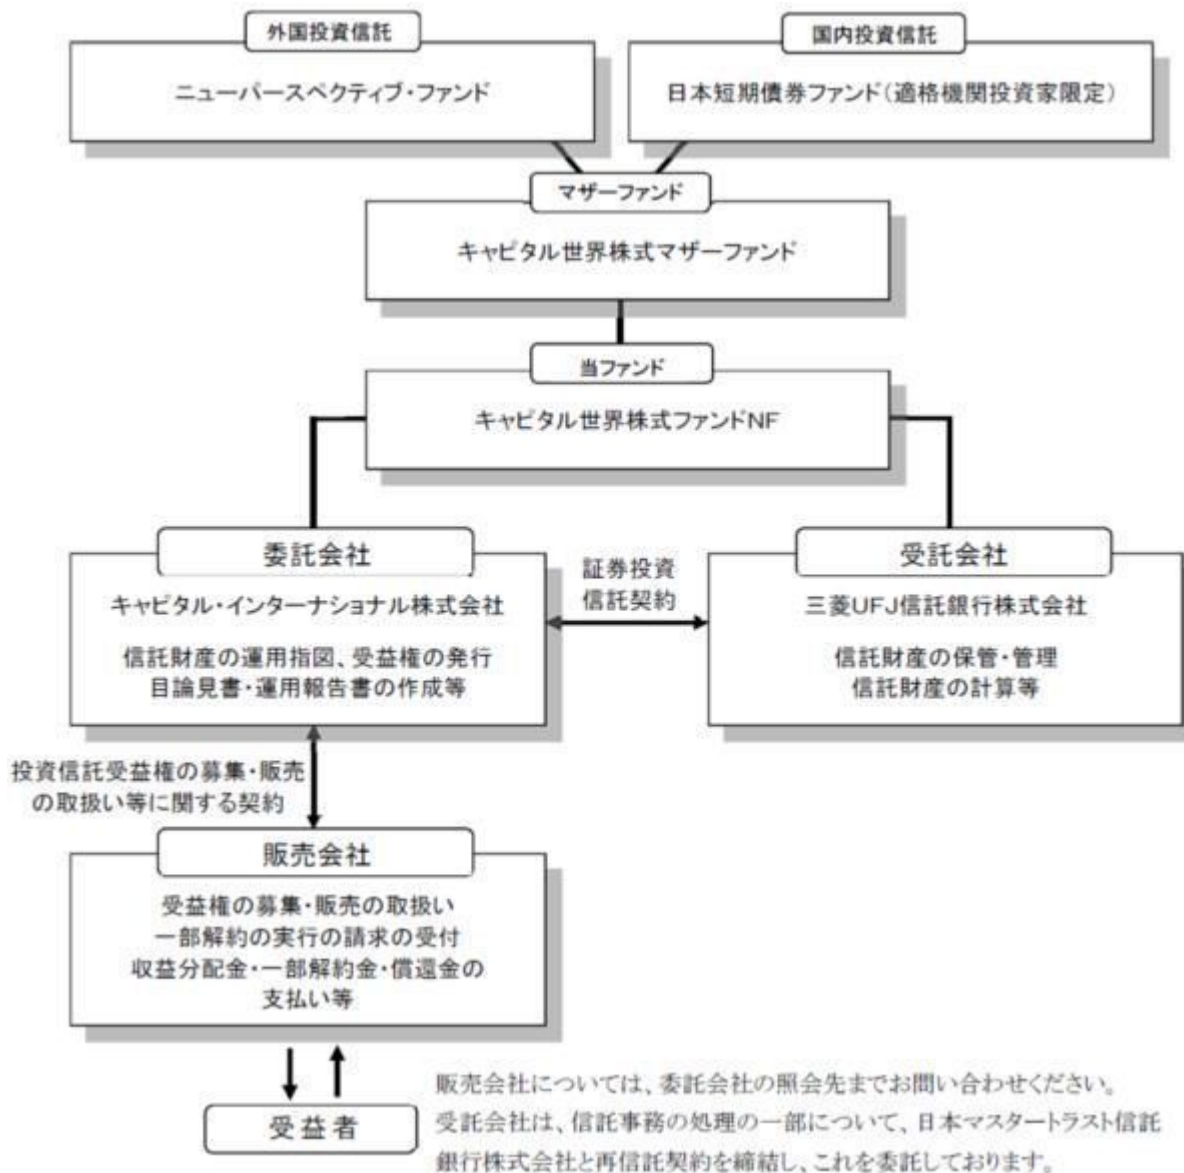 外国投資信託
ニューパースペクティブ・ファンド
国内投資信託
日本短期債券ファンド（適格機関投資家限定）
マザーファンド
キャピタル世界株式マザーファンド
当ファンド
キャピタル世界株式ファンドNF
委託会社
キャピタル・インターナショナル株式会社
信託財産の運用指図、受益権の発行
目論見書・運用報告書の作成等
証券投資
信託契約
受託会社
三菱UFJ信託銀行株式会社
信託財産の保管・管理
信託財産の計算等
投資信託受益権の募集・販売
の取扱い等に関する契約
販売会社
受益権の募集・販売の取扱い
一部解約の実行の請求の受付
収益分配金・一部解約金・償還金の
支払い等
受益者
販売会社については、委託会社の照会先までお問い合わせください。
受託会社は、信託事務の処理の一部について、日本マスタートラスト信託
銀行株式会社と再信託契約を締結し、これを委託しております。